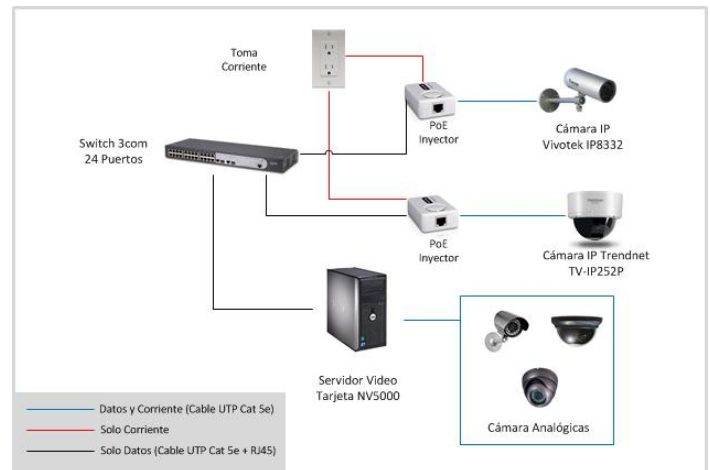 Toma
Corriente
PoE
Inyector
Cámara IP
Vivotek IP8332
Switch 3com
24 Puertos
PoE
Inyector
Cámara IP Trendnet
TV-IP252P
Servidor Video
Tarjeta NV5000
Cámara Analógicas
Datos y Corriente (Cable UTP Cat 5e)
Solo Corriente
Solo Datos (Cable UTP Cat 5e + RJ45)